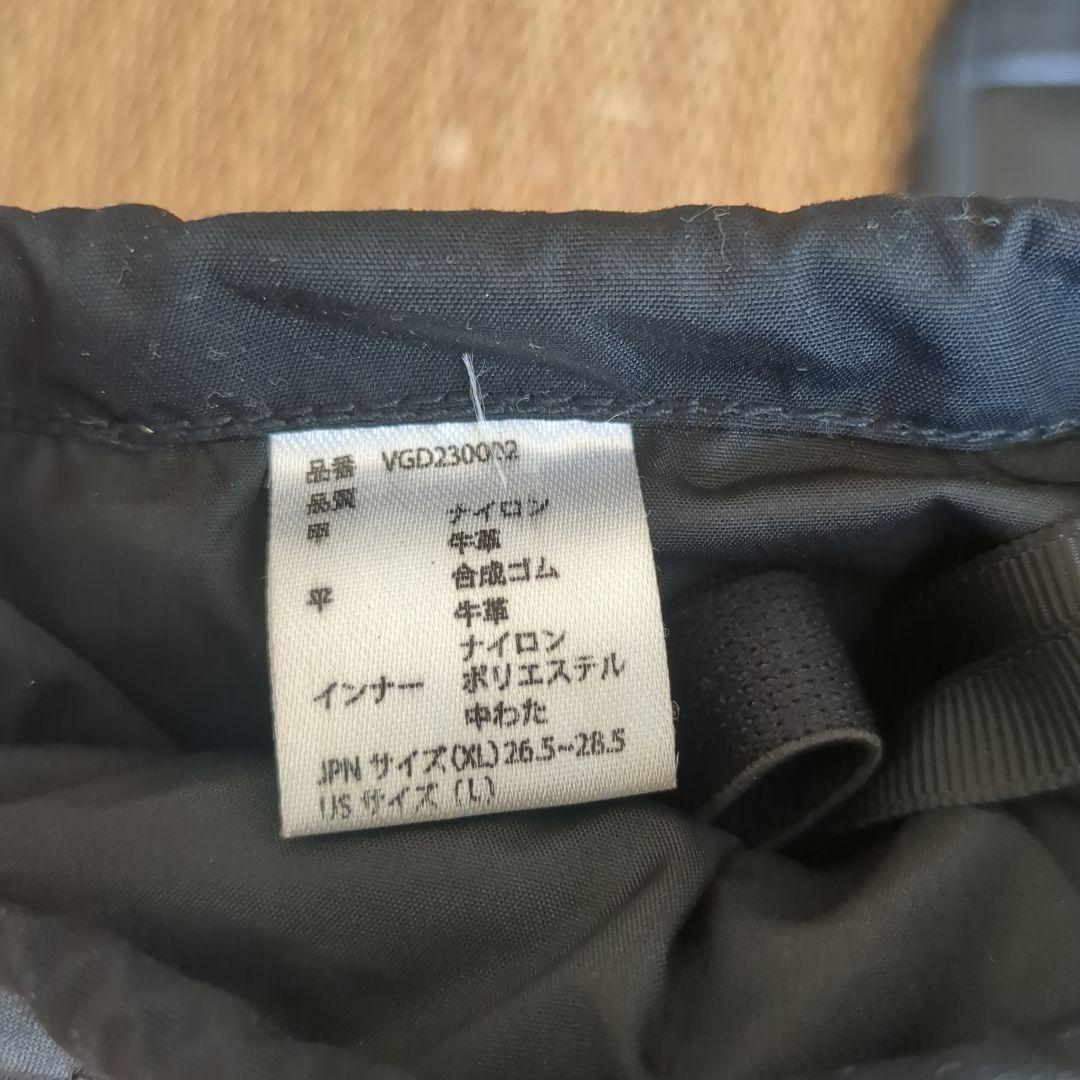 品番 VGD230002
品質
甲 ナイロン
牛革
合成ゴム
平 牛革
ナイロン
インナー ポリエステル
中わた
JPN サイズ(XL)26.5~28.5
US サイズ (L)